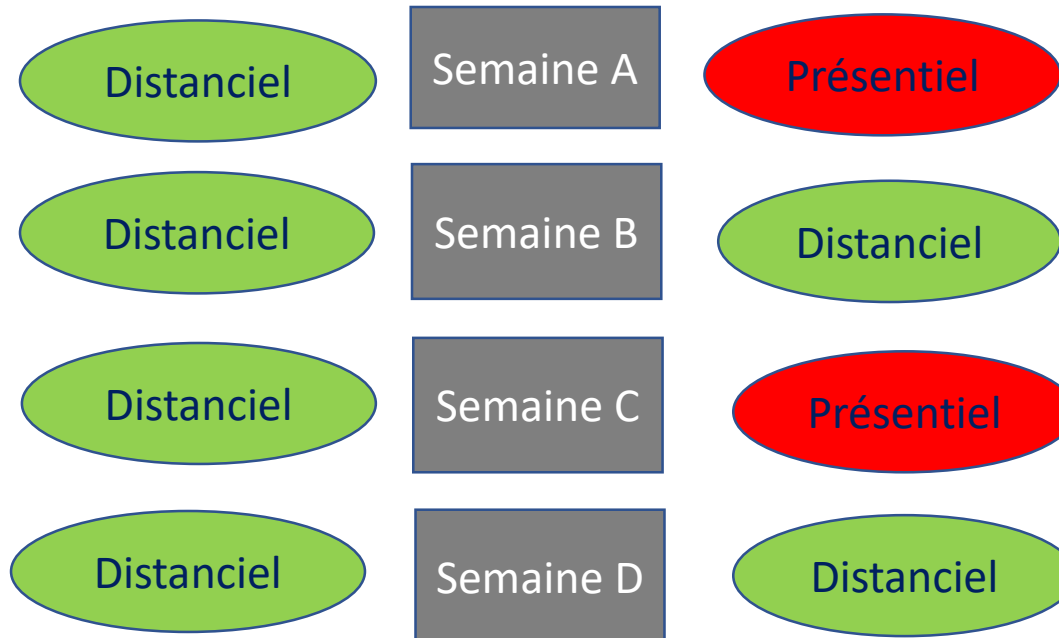 Distanciel
Semaine A
Présentiel
Distanciel
Semaine B
Distanciel
Distanciel
Semaine C
Présentiel
Distanciel
Semaine D
Distanciel